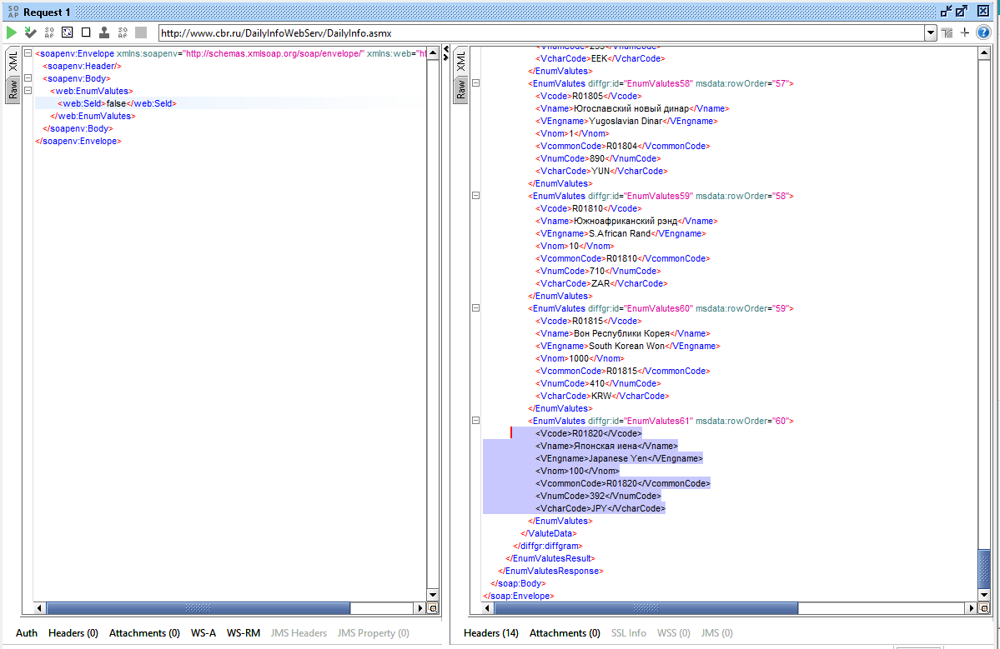 SO AP Request 1
http://www.cbr.ru/DailyInfoWebServ/DailyInfo.asmx
XML
Raw
<soapenv:Envelope xmlns:soapenv="http://schemas.xmlsoap.org/soap/envelope/" xmlns:web="ht
<soapenv:Header/>
<soapenv:Body>
<web:EnumValutes>
<web:Seld>false</web:Seld>
</web:EnumValutes>
</soapenv:Body>
</soapenv:Envelope>
Auth Headers (0) Attachments (0) WS-A WS-RM JMS Headers JMS Property (0)
XML
Raw
<VcharCode>EEK</VcharCode>
</EnumValutes>
<EnumValutes diffgr:id="EnumValutes58" msdata:rowOrder="57">
<Vcode>R01805</Vcode>
<Vname>Югославский новый динар</Vname>
<VEngname>Yugoslavian Dinar</VEngname>
<Vnom>1</Vnom>
<VcommonCode>R01804</VcommonCode>
<VnumCode>890</VnumCode>
<VcharCode>YUN</VcharCode>
</EnumValutes>
<EnumValutes diffgr:id="EnumValutes59" msdata:rowOrder="58">
<Vcode>R01810</Vcode>
<Vname>Южноафриканский рэнд</Vname>
<VEngname>S.African Rand</VEngname>
<Vnom>10</Vnom>
<VcommonCode>R01810</VcommonCode>
<VnumCode>710</VnumCode>
<VcharCode>ZAR</VcharCode>
</EnumValutes>
<EnumValutes diffgr:id="EnumValutes60" msdata:rowOrder="59">
<Vcode>R01815</Vcode>
<Vname>Вон Республики Корея</Vname>
<VEngname>South Korean Won</VEngname>
<Vnom>1000</Vnom>
<VcommonCode>R01815</VcommonCode>
<VnumCode>410</VnumCode>
<VcharCode>KRW</VcharCode>
</EnumValutes>
<EnumValutes diffgr:id="EnumValutes61" msdata:rowOrder="60">
<Vcode>R01820</Vcode>
<Vname>Японская иена</Vname>
<VEngname>Japanese Yen</VEngname>
<Vnom>100</Vnom>
<VcommonCode>R01820</VcommonCode>
<VnumCode>392</VnumCode>
<VcharCode>JPY</VcharCode>
</EnumValutes>
</ValuteData>
</diffgr:diffgram>
</EnumValutesResult>
</EnumValutesResponse>
</soap:Body>
</soap:Envelope>
Headers (14) Attachments (0) SSL Info WSS (0) JMS (0)